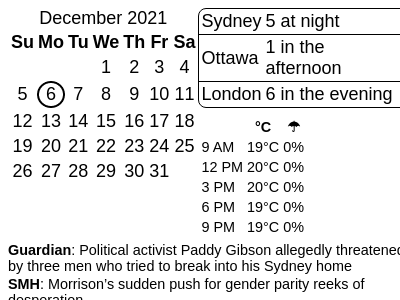 December 2021
Su Mo Tu We Th Fr Sa
1 2 3 4
5 6 7 8 9 10 11
12 13 14 15 16 17 18
19 20 21 22 23 24 25
26 27 28 29 30 31
Sydney 5 at night
Ottawa 1 in the
afternoon
London 6 in the evening
°C ☂
9 AM 19°C 0%
12 PM 20°C 0%
3 PM 20°C 0%
6 PM 19°C 0%
9 PM 19°C 0%
Guardian: Political activist Paddy Gibson allegedly threatened
by three men who tried to break into his Sydney home
SMH: Morrison's sudden push for gender parity reeks of
desperation